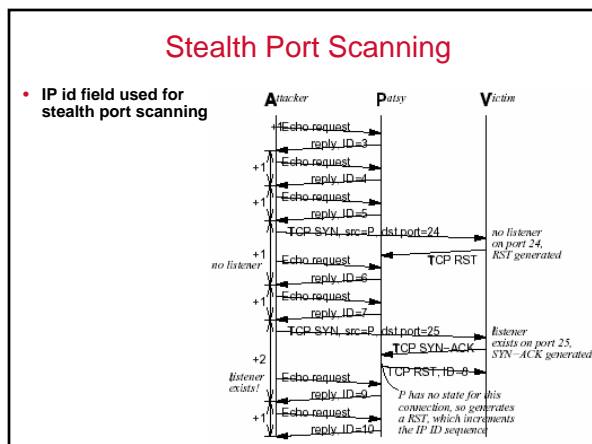 Stealth Port Scanning
• IP id field used for
stealth port scanning
Attacker
Patsy
Victim
+1
Echo request
reply, ID=3
+1
Echo request
reply, ID=4
+1
Echo request
reply, ID=5
TCP SYN, src=P, dst port=24
no listener
on port 24,
RST generated
TCP RST
+1
no listener
Echo request
reply, ID=6
+1
Echo request
reply, ID=7
TCP SYN, src=P, dst port=25
listener
exists on port 25,
SYN-ACK generated
TCP SYN-ACK
+2
TCP RST, ID=8
listener
exists!
Echo request
reply, ID=9
P has no state for this
connection, so generates
a RST, which increments
the IP ID sequence
+1
Echo request
reply, ID=10